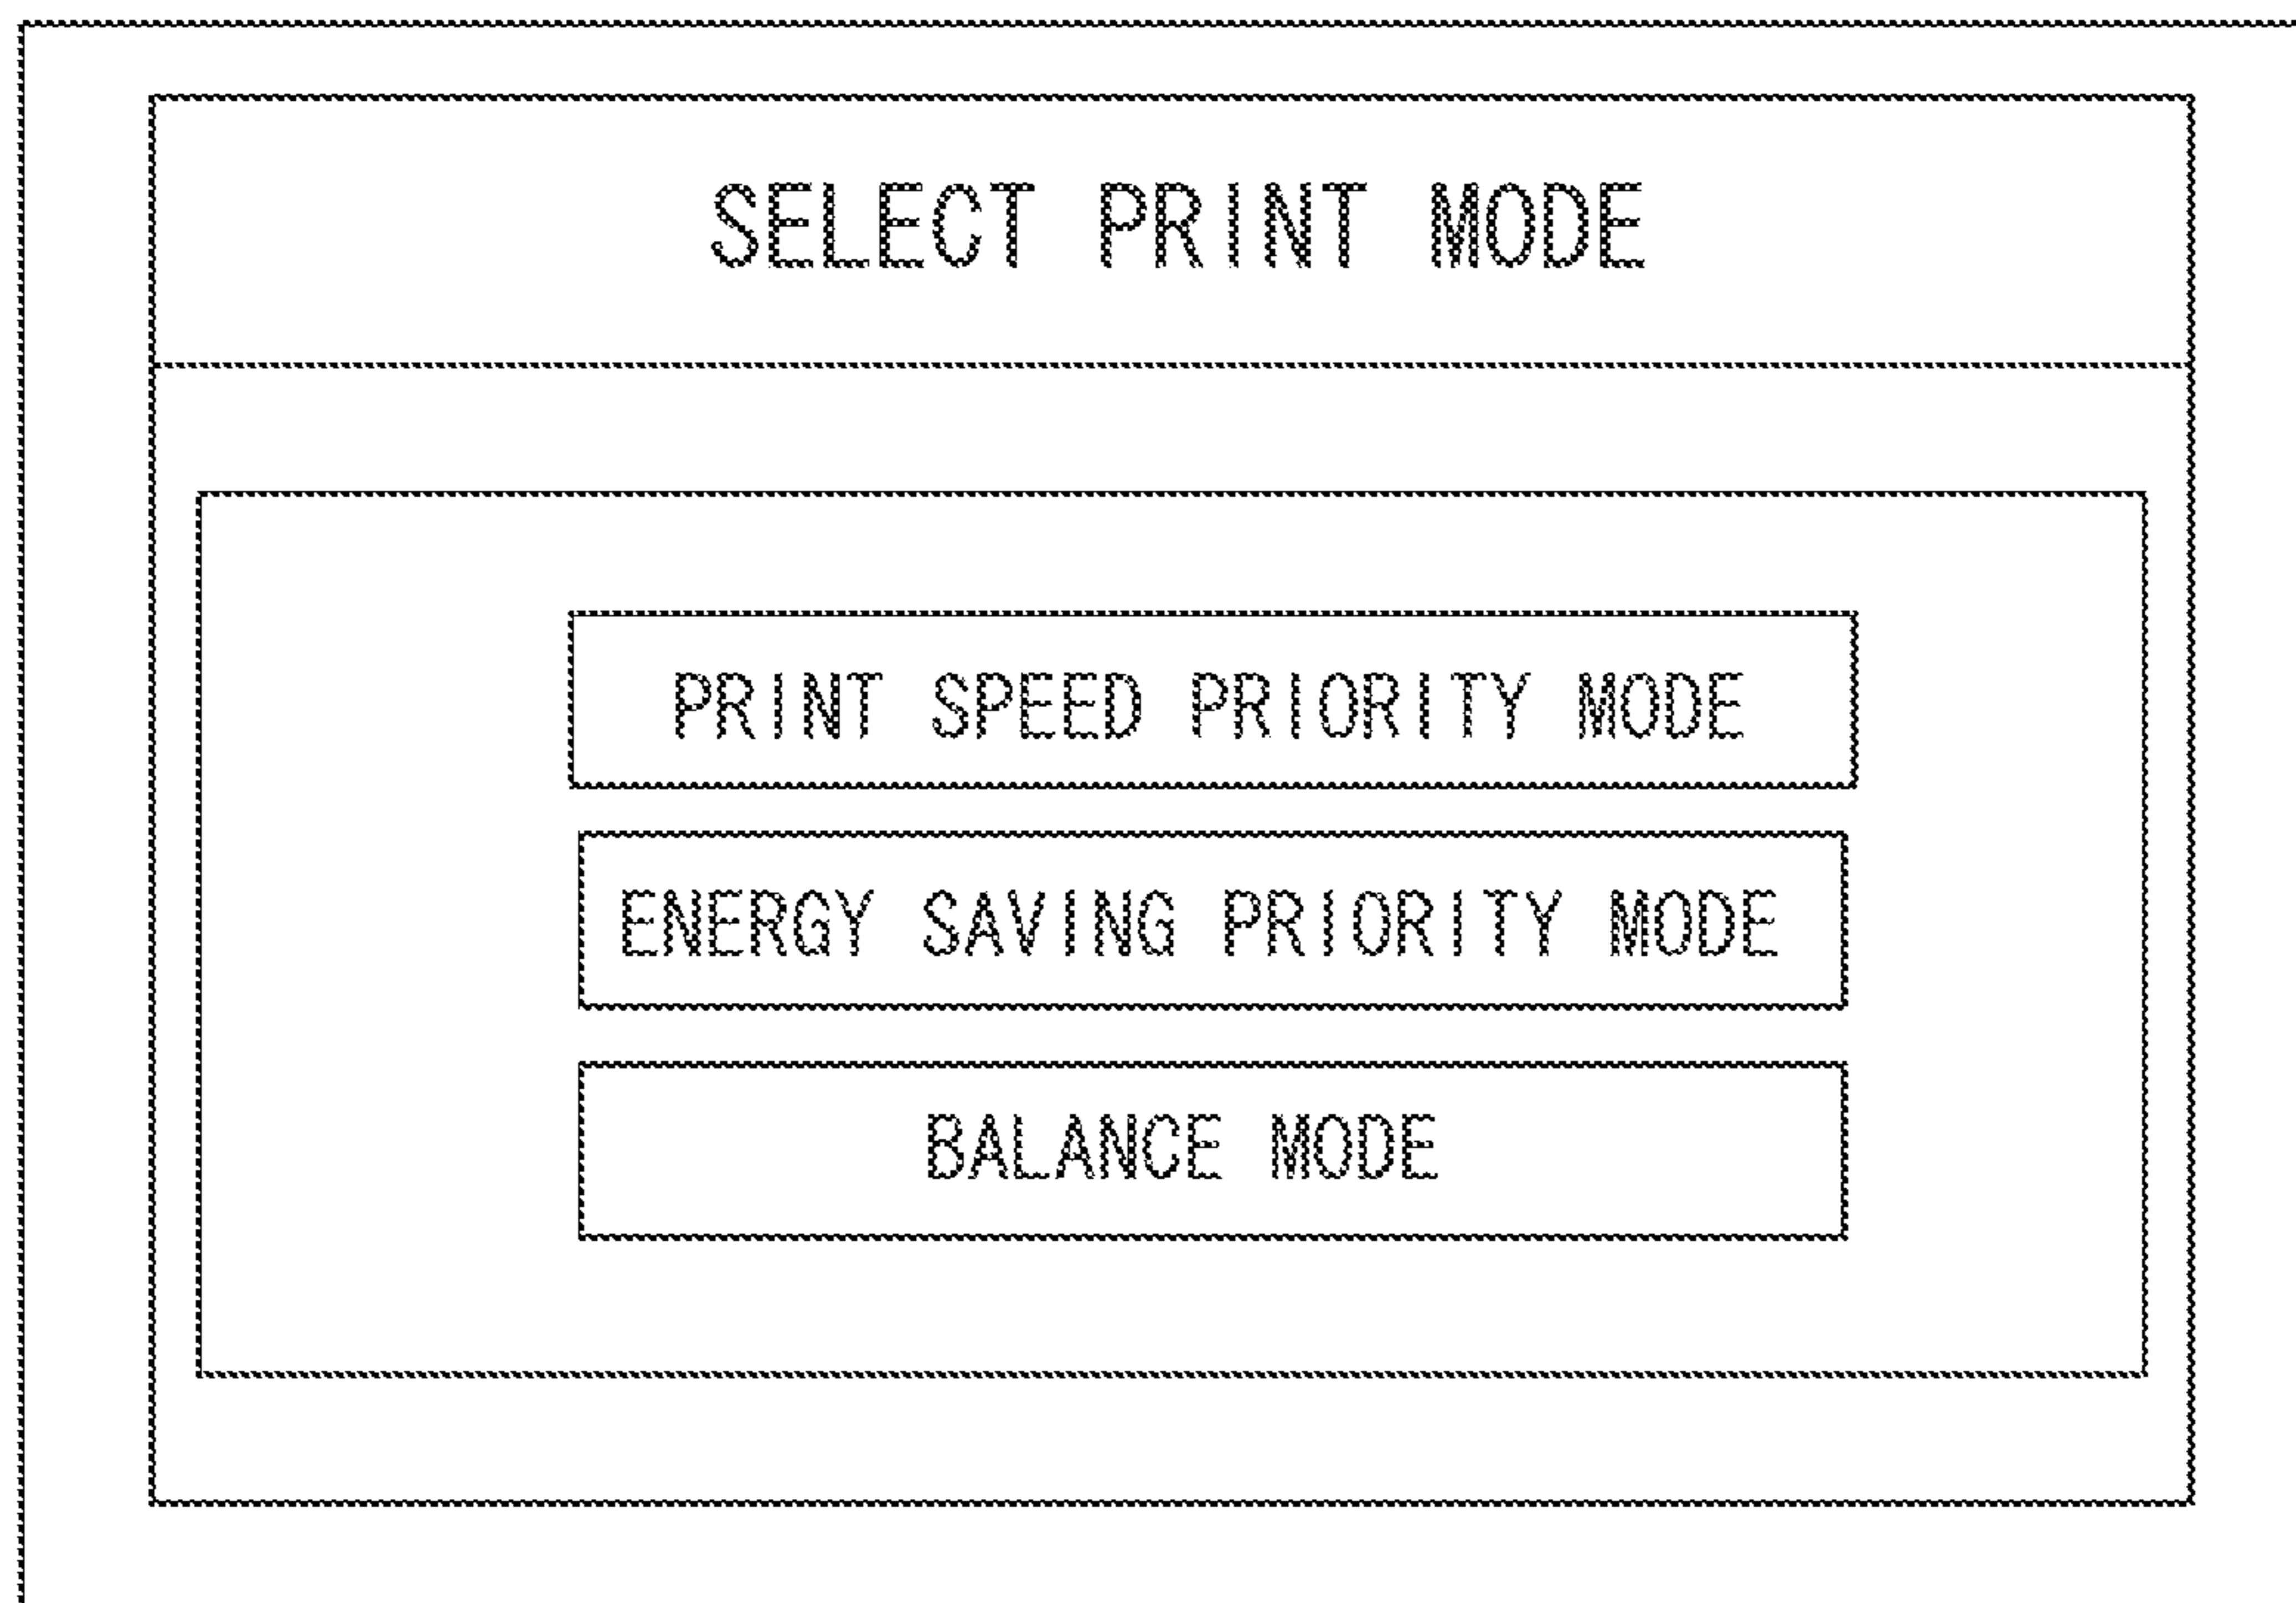 SELECT PRINT MODE
PRINT SPEED PRIORITY MODE
ENERGY SAVING PRIORITY MODE
BALANCE MODE